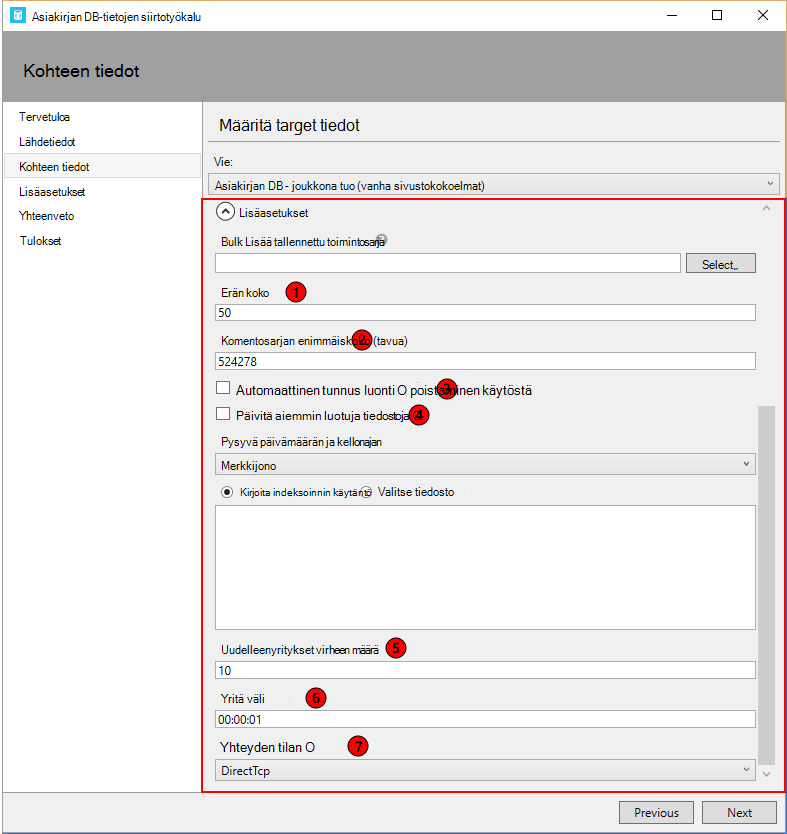 Asiakirjan DB-tietojen siirtotyökalu
Kohteen tiedot
Tervetuloa
Lähdetiedot
Kohteen tiedot
Lisäasetukset
Yhteenveto
Tulokset
Määritä target tiedot
Vie:
Asiakirjan DB - joukkona tuo (vanha sivustokokoelmat)
Lisäasetukset
Bulk Lisää tallennettu toimintosarja
Select..
Erän koko 1
50
Komentosarjan enimmäiskoko 2 (tavua)
524278
Automaattinen tunnus luonti O poistaminen käytöstä 3
Päivitä aiemmin luotuja tiedostoja 4
Pysyvä päivämäärän ja kellonajan
Merkkijono
Kirjoita indeksoinnin käytäntö Valitse tiedosto
Uudelleenyritykset virheen määrä 5
10
Yritä väli 6
00:00:01
Yhteyden tilan O 7
DirectTcp
Previous Next